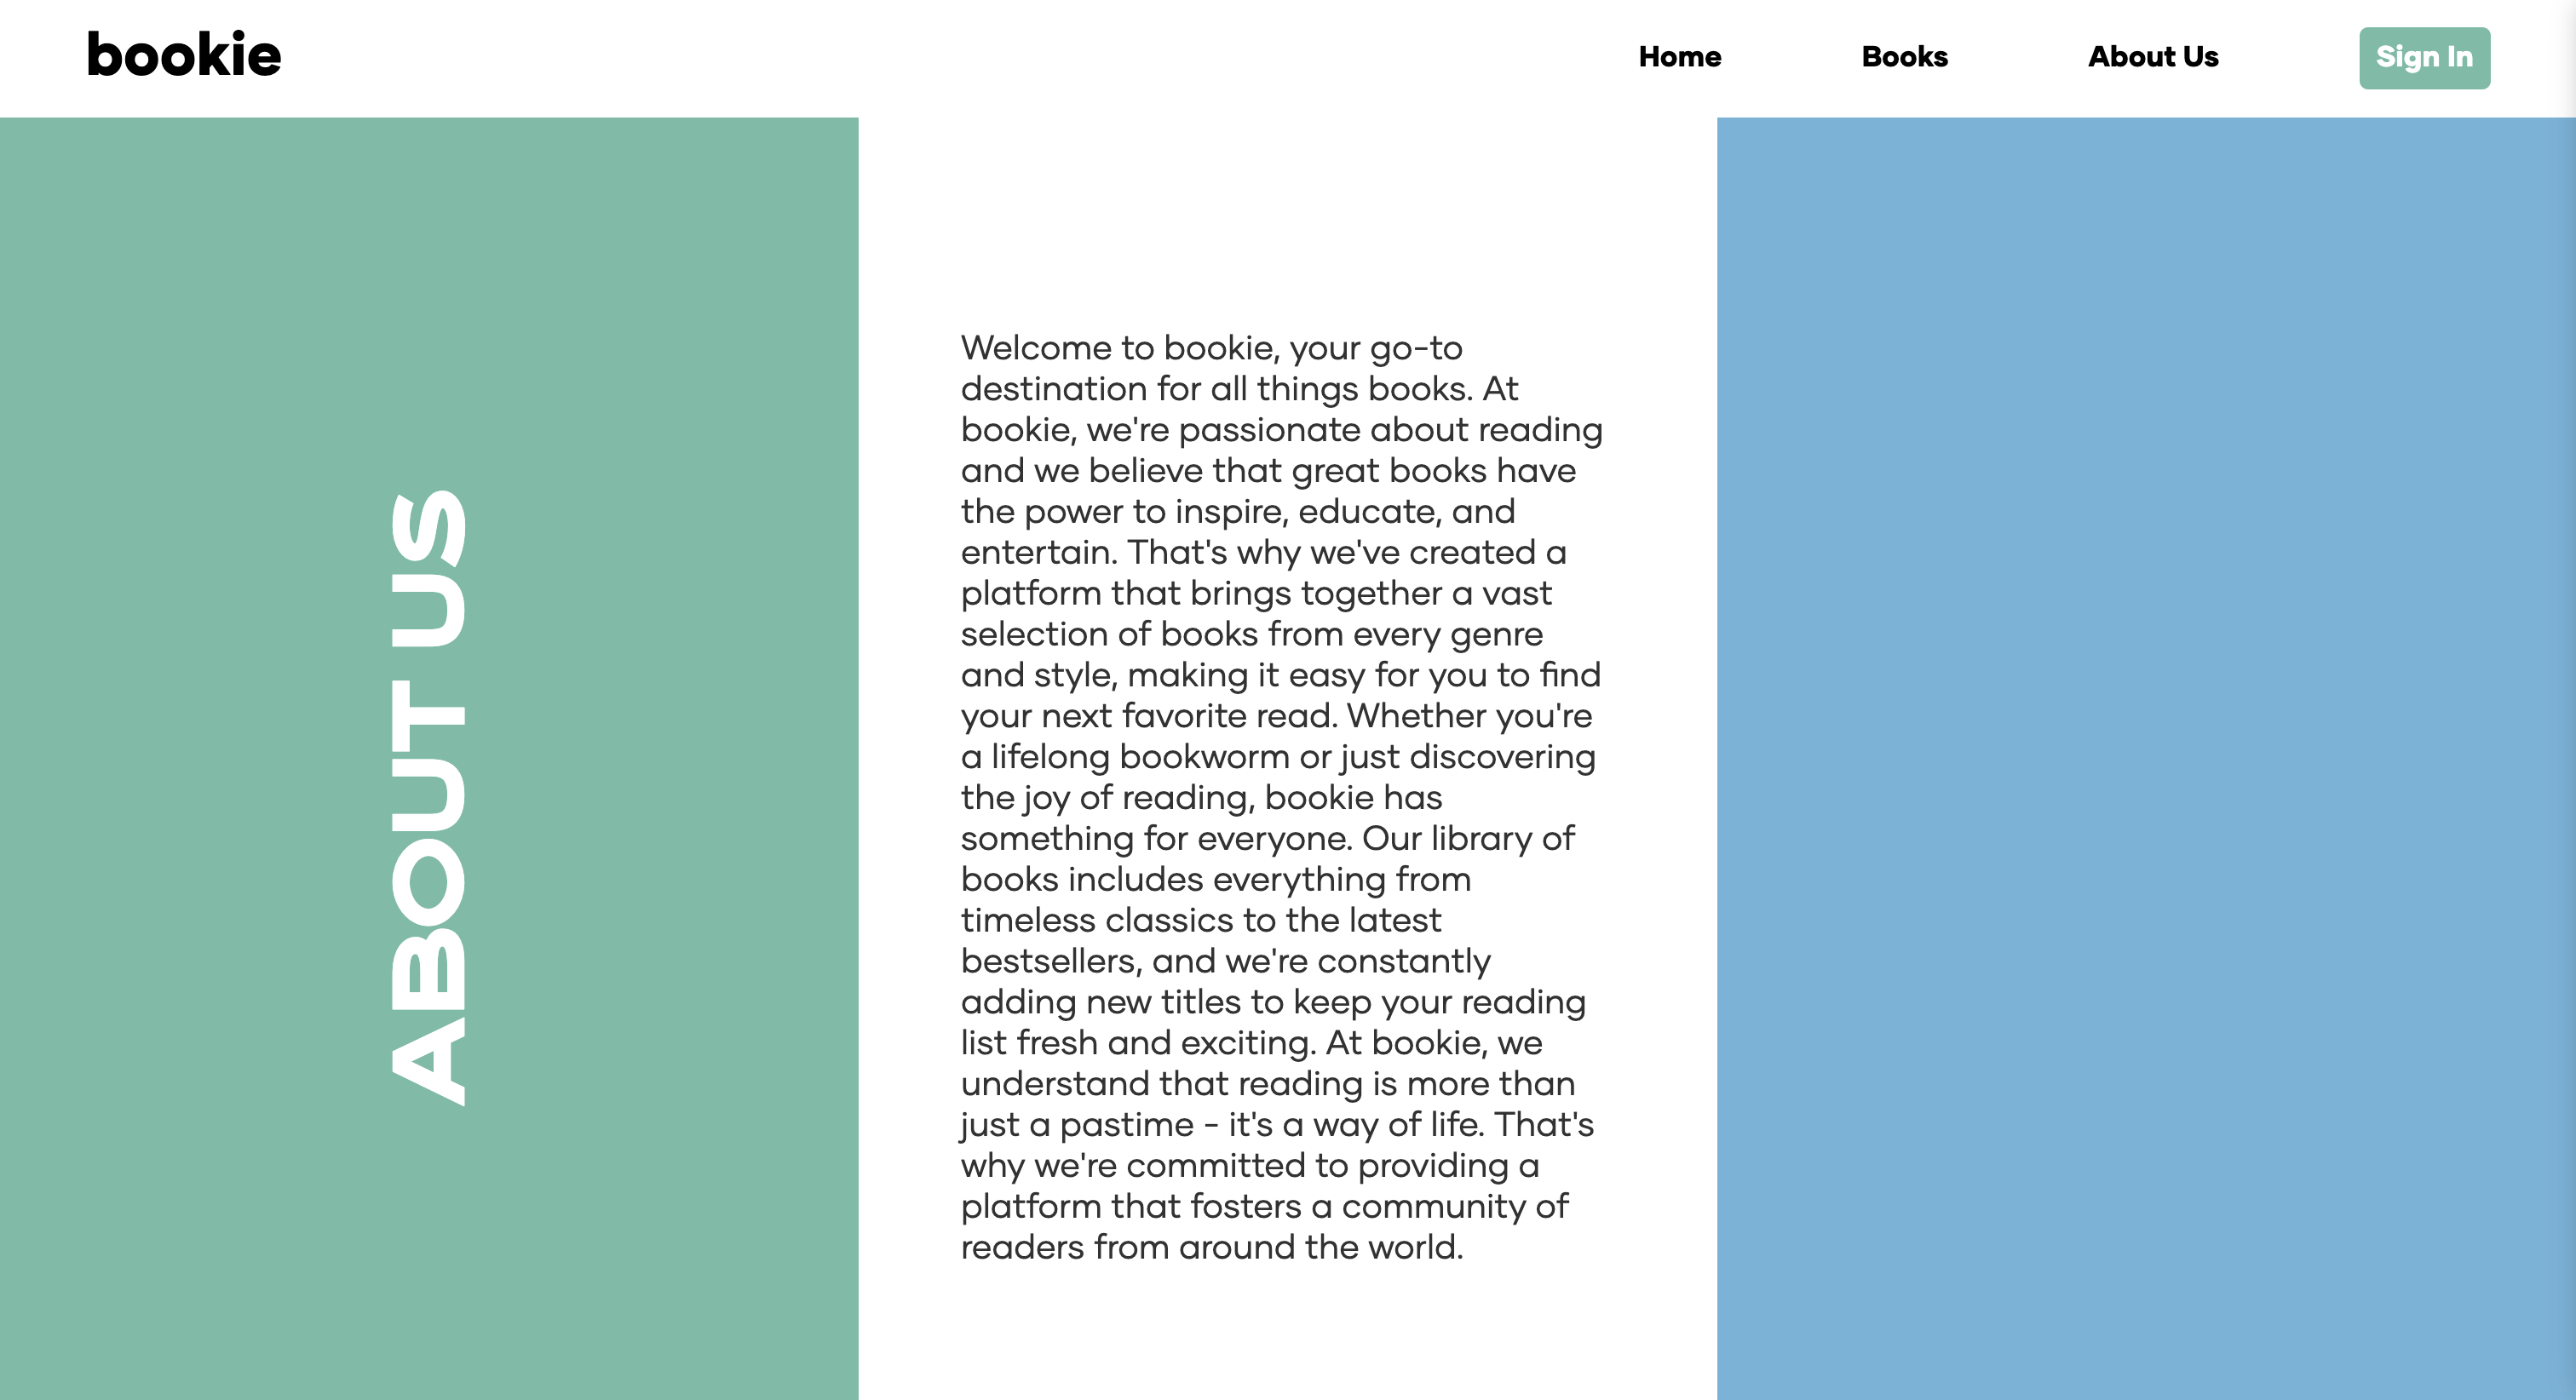 bookie
Home
Books
About Us
Sign In
ABOUT US
Welcome to bookie, your go-to
destination for all things books. At
bookie, we're passionate about reading
and we believe that great books have
the power to inspire, educate, and
entertain. That's why we've created a
platform that brings together a vast
selection of books from every genre
and style, making it easy for you to find
your next favorite read. Whether you're
a lifelong bookworm or just discovering
the joy of reading, bookie has
something for everyone. Our library of
books includes everything from
timeless classics to the latest
bestsellers, and we're constantly
adding new titles to keep your reading
list fresh and exciting. At bookie, we
understand that reading is more than
just a pastime - it's a way of life. That's
why we're committed to providing a
platform that fosters a community of
readers from around the world.